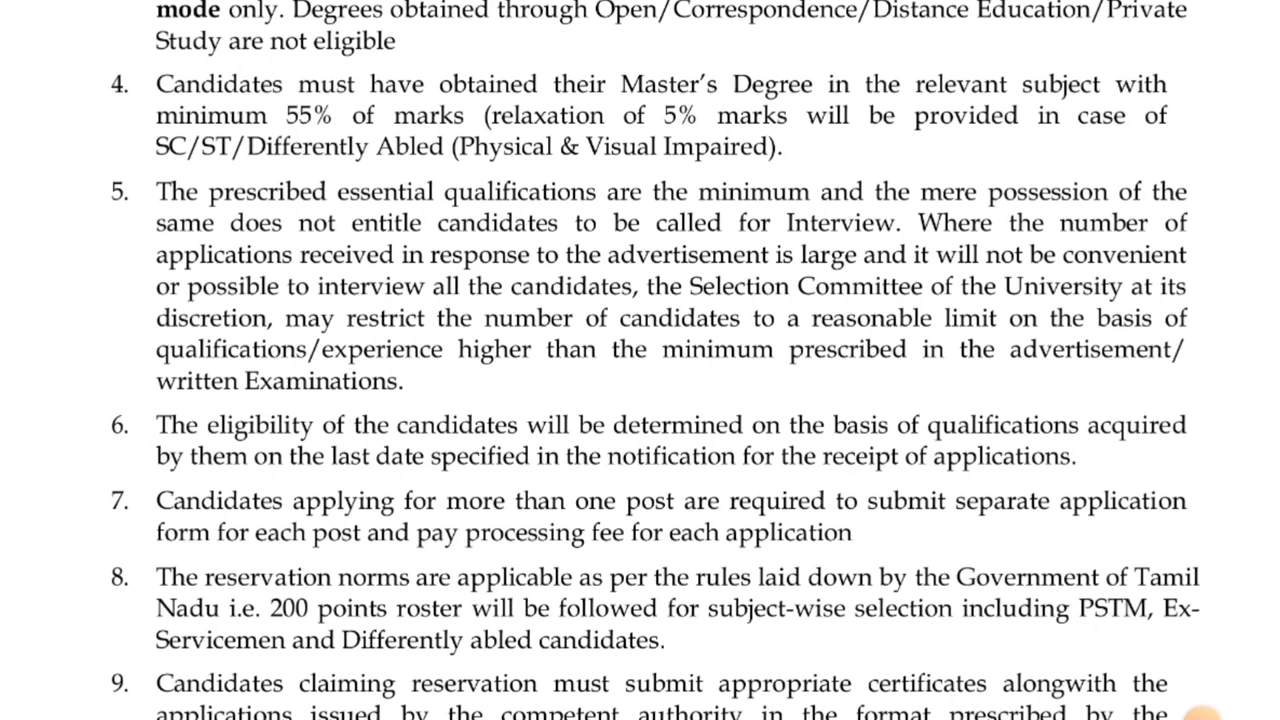 mode only. Degrees obtained through Open/Correspondence/Distance Education/Private
Study are not eligible
4. Candidates must have obtained their Master's Degree in the relevant subject with
minimum 55% of marks (relaxation of 5% marks will be provided in case of
SC/ST/Differently Abled (Physical & Visual Impaired).
5. The prescribed essential qualifications are the minimum and the mere possession of the
same does not entitle candidates to be called for Interview. Where the number of
applications received in response to the advertisement is large and it will not be convenient
or possible to interview all the candidates, the Selection Committee of the University at its
discretion, may restrict the number of candidates to a reasonable limit on the basis of
qualifications/experience higher than the minimum prescribed in the advertisement/
written Examinations.
6. The eligibility of the candidates will be determined on the basis of qualifications acquired
by them on the last date specified in the notification for the receipt of applications.
7. Candidates applying for more than one post are required to submit separate application
form for each post and pay processing fee for each application
8. The reservation norms are applicable as per the rules laid down by the Government of Tamil
Nadu i.e. 200 points roster will be followed for subject-wise selection including PSTM, Ex-
Servicemen and Differently abled candidates.
9. Candidates claiming reservation must submit appropriate certificates alongwith the
applications issued by the competent authority in the format prescribed by the